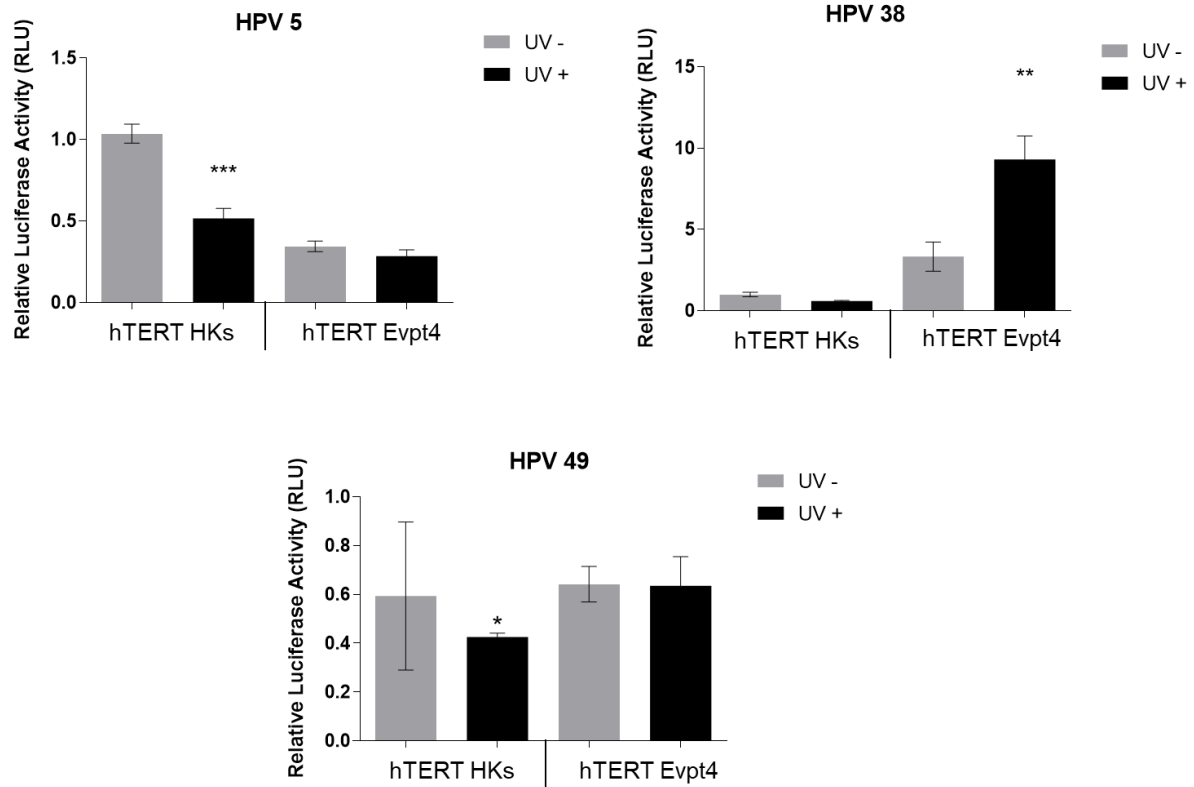 HPV 5
Relative Luciferase Activity (RLU)
1.5
1.0
0.5
0.0
***
UV -
UV +
hTERT HKs
hTERT Evpt4
HPV 38
Relative Luciferase Activity (RLU)
15
10
5
0
**
UV -
UV +
hTERT HKs
hTERT Evpt4
HPV 49
Relative Luciferase Activity (RLU)
1.0
0.8
0.6
0.4
0.2
0.0
*
UV -
UV +
hTERT HKs
hTERT Evpt4